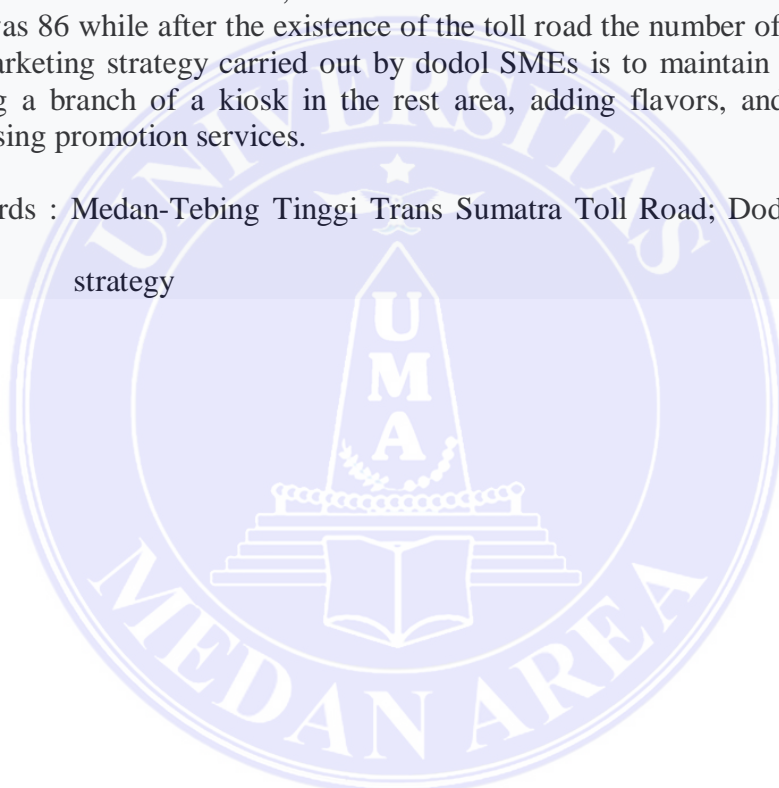 was 86 while after the existence of the toll road the number of
arketing strategy carried out by dodol SMEs is to maintain
g a branch of a kiosk in the rest area, adding flavors, and
sing promotion services.
rds : Medan-Tebing Tinggi Trans Sumatra Toll Road; Dod
strategy
UNIVERSITAS
U
M
A
MEDAN AREA